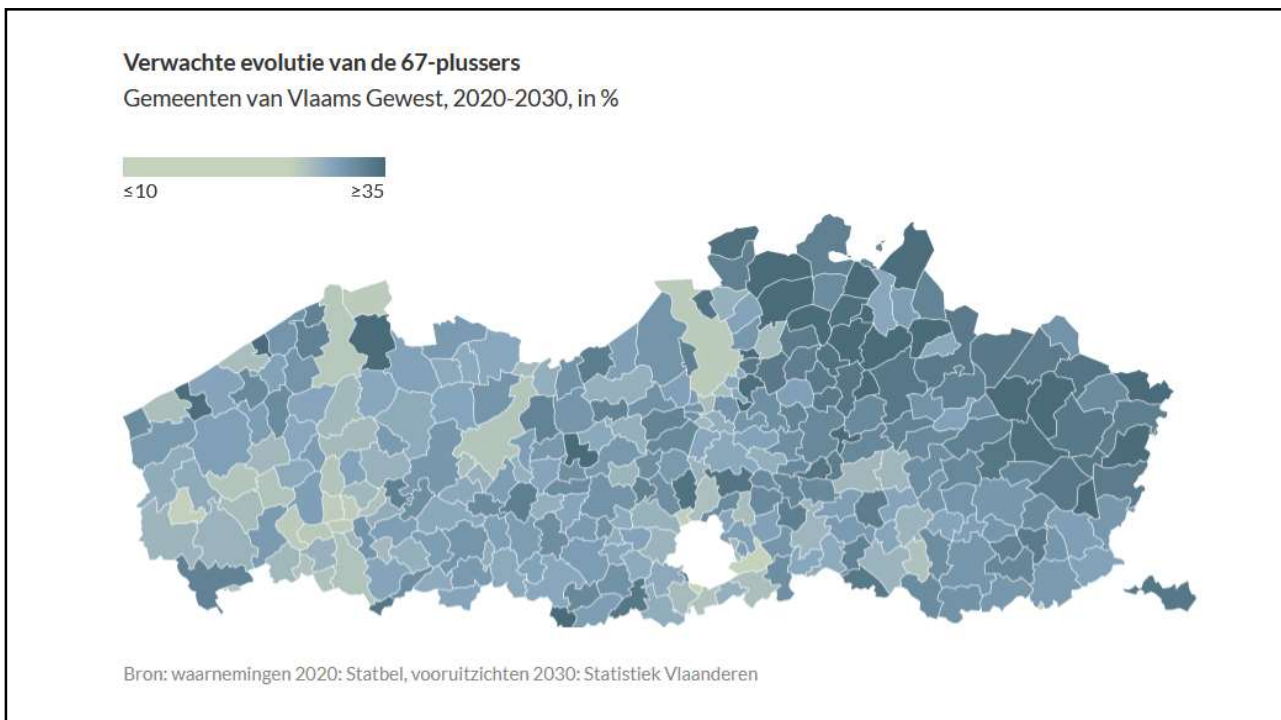 Verwachte evolutie van de 67-plussers
Gemeenten van Vlaams Gewest, 2020-2030, in %
≤10 ≥35
Bron: waarnemingen 2020: Statbel, vooruitzichten 2030: Statistiek Vlaanderen